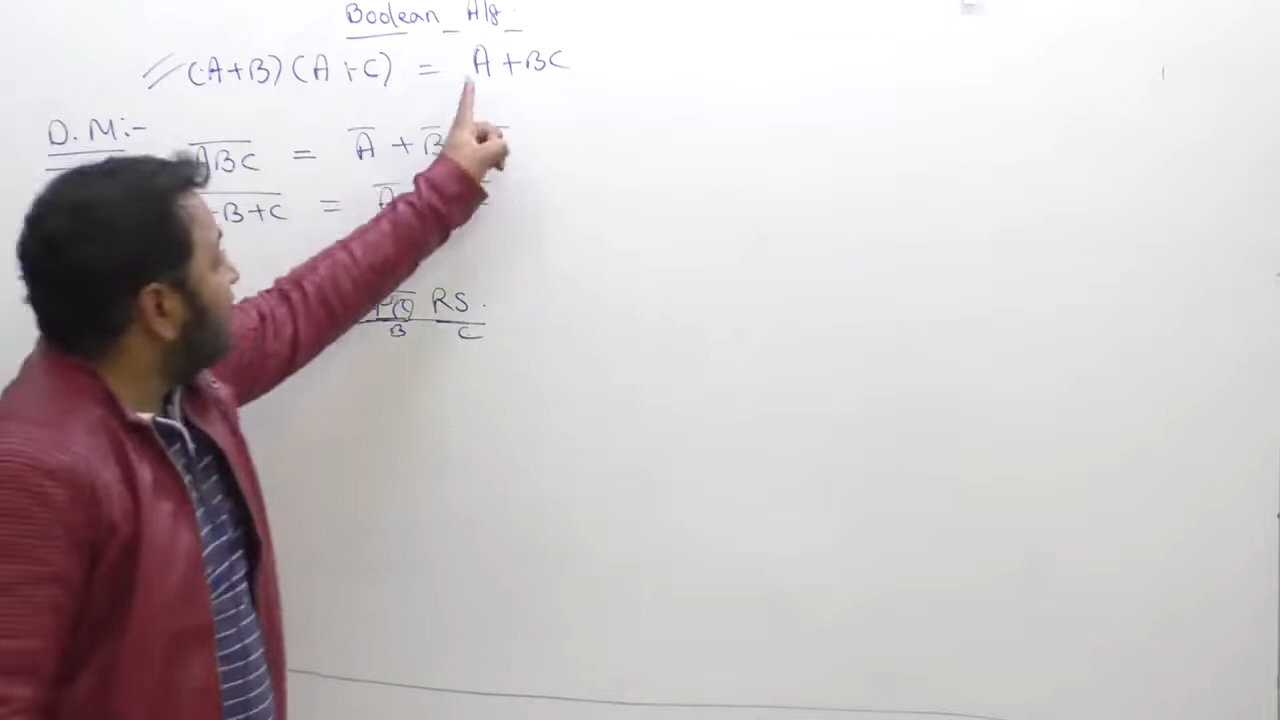 Boolean Alg.
(A+B)(A+C) = A+BC
D.M:-
ABC = A̅ + B̅
+B+C = A̅
RS.
B C